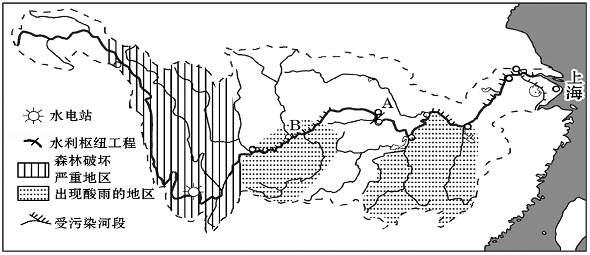 A
B
上
海
水电站
水利枢纽工程
森林破坏
严重地区
出现酸雨的地区
受污染河段